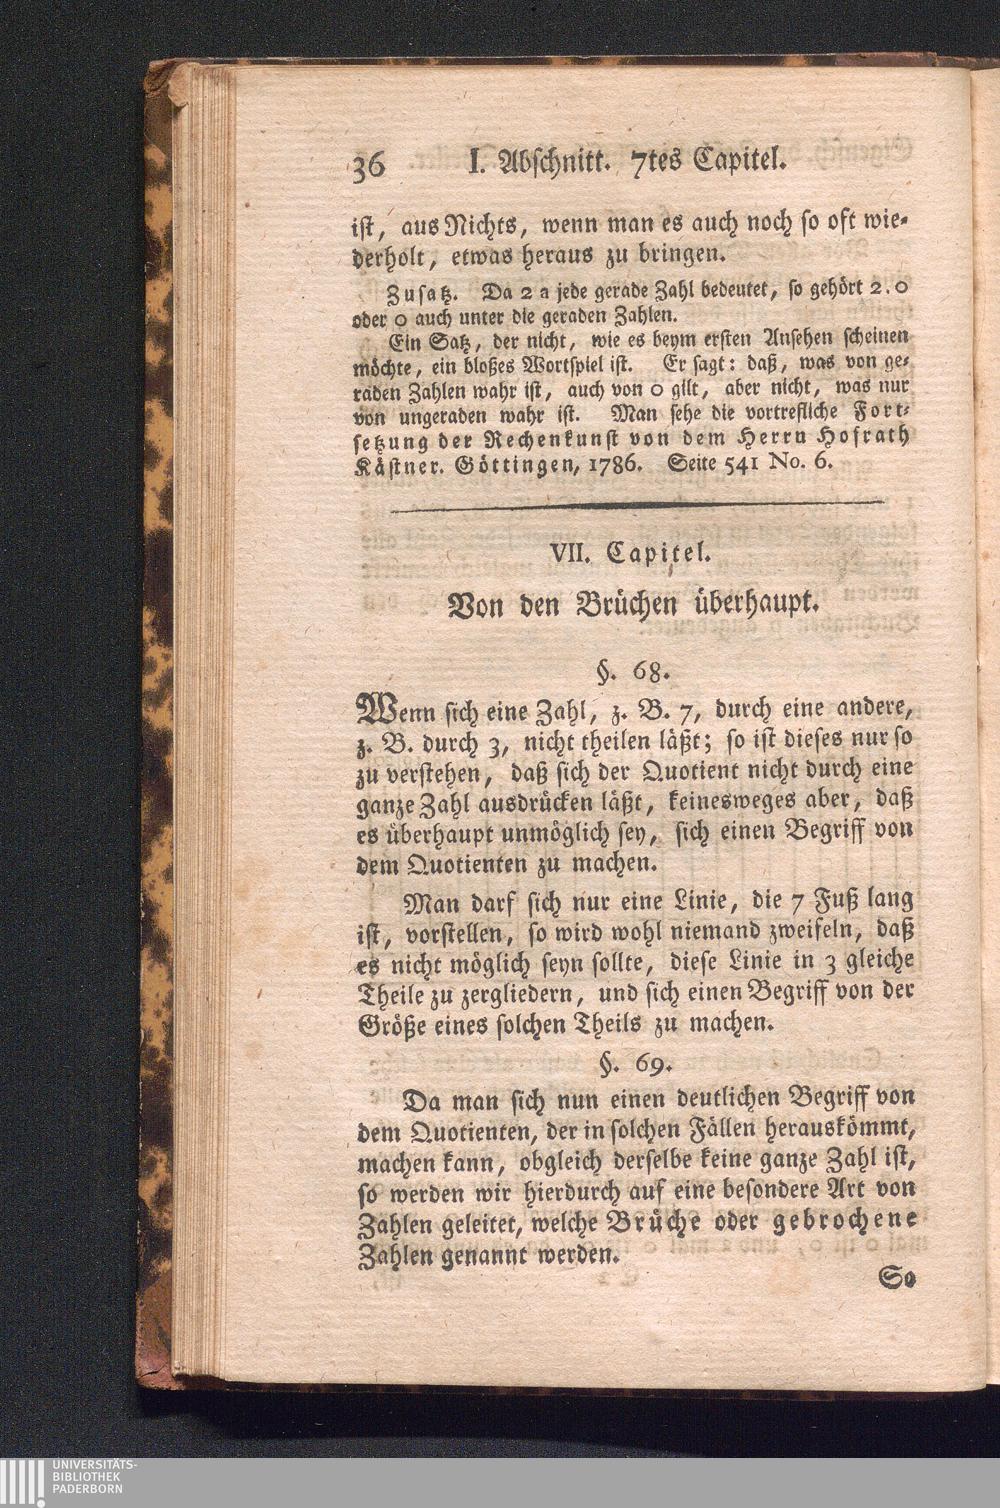 36 I. Abschnitt. 7tes Capitel.
ist, aus Nichts, wenn man es auch noch so oft wie-
derholt, etwas heraus zu bringen.
Zusatz. Da 2 a jede gerade Zahl bedeutet, so gehört 2.0
oder 0 auch unter die geraden Zahlen.
Ein Satz, der nicht, wie es beym ersten Ansehen scheinen
möchte, ein bloßes Wortspiel ist. Er sagt: daß, was von ge-
raden Zahlen wahr ist, auch von 0 gilt, aber nicht, was nur
von ungeraden wahr ist. Man sehe die vortrefliche Fort-
setzung der Rechenkunst von dem Herrn Hofrath
Kästner. Göttingen, 1786. Seite 541 No. 6.
VII. Capitel.
Von den Brüchen überhaupt.
§. 68.
Wenn sich eine Zahl, z. B. 7, durch eine andere,
z. B. durch 3, nicht theilen läßt; so ist dieses nur so
zu verstehen, daß sich der Quotient nicht durch eine
ganze Zahl ausdrücken läßt, keinesweges aber, daß
es überhaupt unmöglich sey, sich einen Begriff von
dem Quotienten zu machen.
Man darf sich nur eine Linie, die 7 Fuß lang
ist, vorstellen, so wird wohl niemand zweifeln, daß
es nicht möglich seyn sollte, diese Linie in 3 gleiche
Theile zu zergliedern, und sich einen Begriff von der
Größe eines solchen Theils zu machen.
§. 69.
Da man sich nun einen deutlichen Begriff von
dem Quotienten, der in solchen Fällen herauskömmt,
machen kann, obgleich derselbe keine ganze Zahl ist,
so werden wir hierdurch auf eine besondere Art von
Zahlen geleitet, welche Brüche oder gebrochene
Zahlen genannt werden.
So
UNIVERSITÄTS-
BIBLIOTHEK
PADERBORN